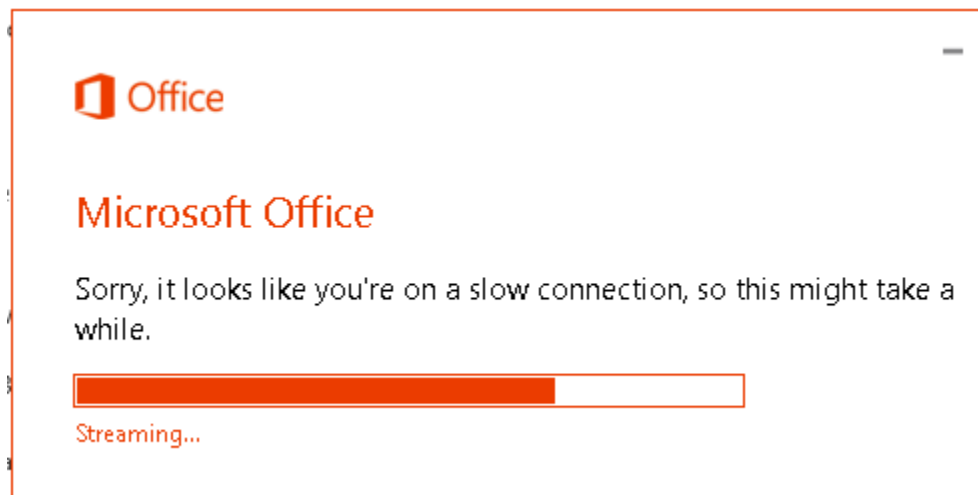 Office
Microsoft Office
Sorry, it looks like you're on a slow connection, so this might take a
while.
Streaming...